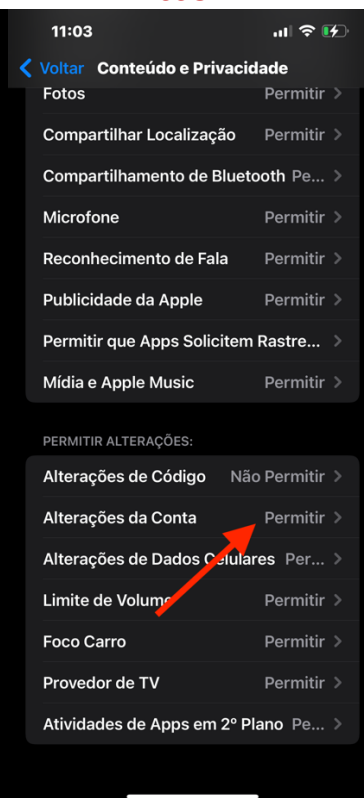 11:03
Voltar Conteúdo e Privacidade
Fotos Permitir
Compartilhar Localização Permitir
Compartilhamento de Bluetooth Pe...
Microfone Permitir
Reconhecimento de Fala Permitir
Publicidade da Apple Permitir
Permitir que Apps Solicitem Rastre...
Mídia e Apple Music Permitir
PERMITIR ALTERAÇÕES:
Alterações de Código Não Permitir
Alterações da Conta Permitir
Alterações de Dados Celulares Per...
Limite de Volume Permitir
Foco Carro Permitir
Provedor de TV Permitir
Atividades de Apps em 2º Plano Pe...